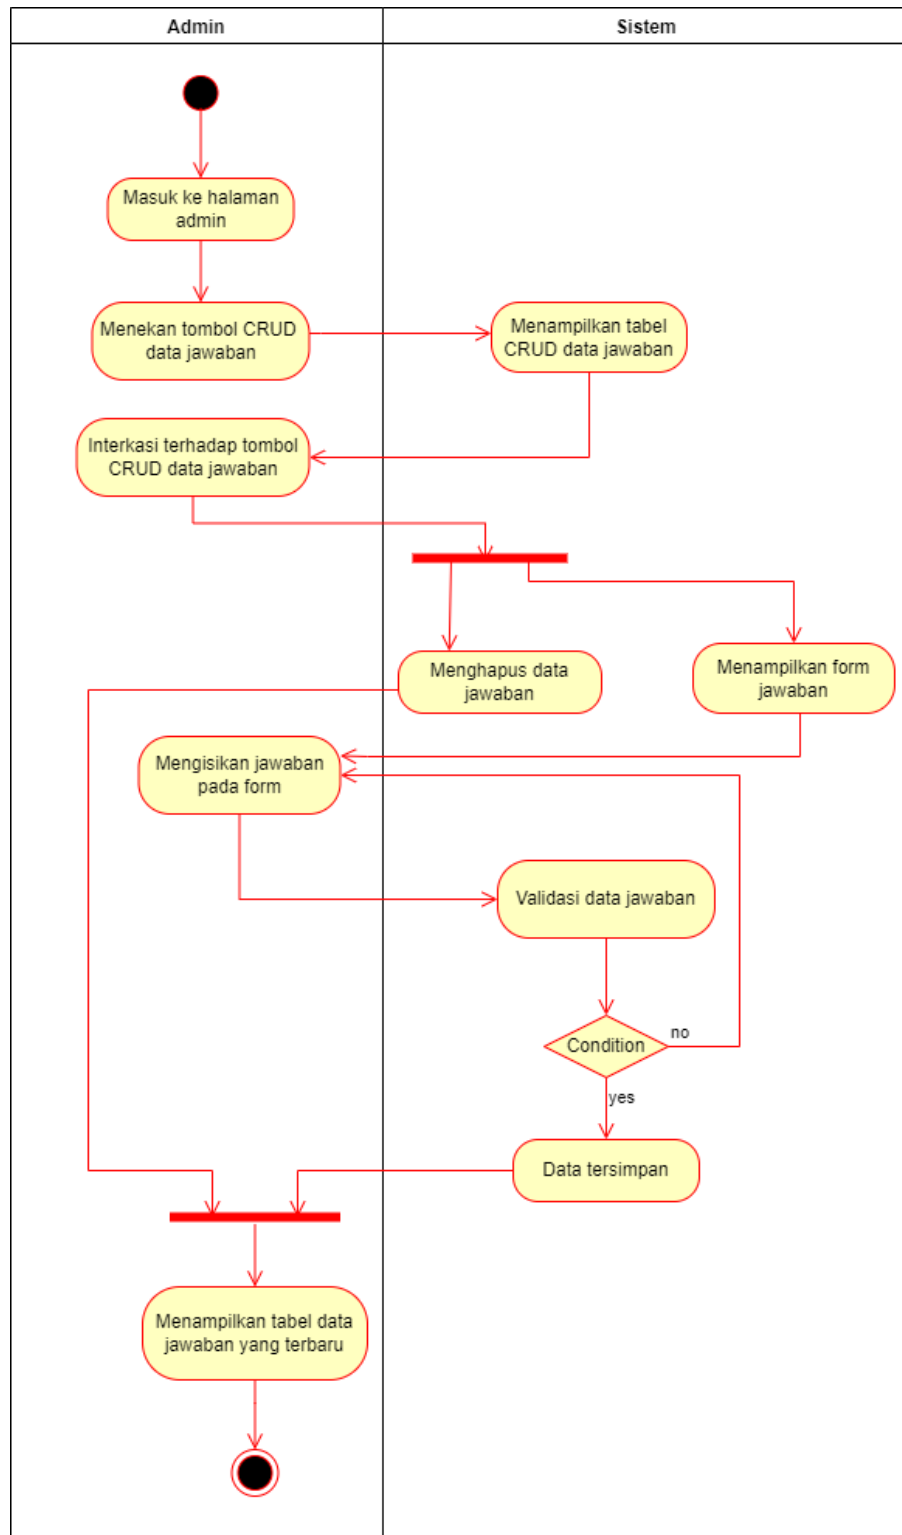 Admin
Sistem
Masuk ke halaman
admin
Menekan tombol CRUD
data jawaban
Menampilkan tabel
CRUD data jawaban
Interkasi terhadap tombol
CRUD data jawaban
Menghapus data
jawaban
Menampilkan form
jawaban
Mengisikan jawaban
pada form
Validasi data jawaban
Condition
no
yes
Data tersimpan
Menampilkan tabel data
jawaban yang terbaru